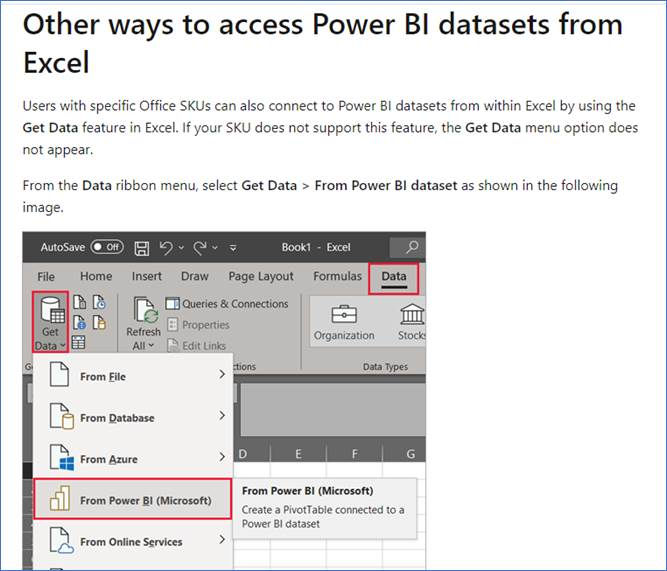 Other ways to access Power BI datasets from
Excel
Users with specific Office SKUs can also connect to Power BI datasets from within Excel by using the
Get Data feature in Excel. If your SKU does not support this feature, the Get Data menu option does
not appear.
From the Data ribbon menu, select Get Data > From Power BI dataset as shown in the following
image.
AutoSave Off Book1 - Excel
File Home Insert Draw Page Layout Formulas Data
Get
Data
Refresh
All
Queries & Connections
Properties
Edit Links
Organization
Stocks
Data Types
From File
From Database
From Azure
D E F G
From Power BI (Microsoft)
From Power BI (Microsoft)
Create a PivotTable connected to a
Power BI dataset
From Online Services